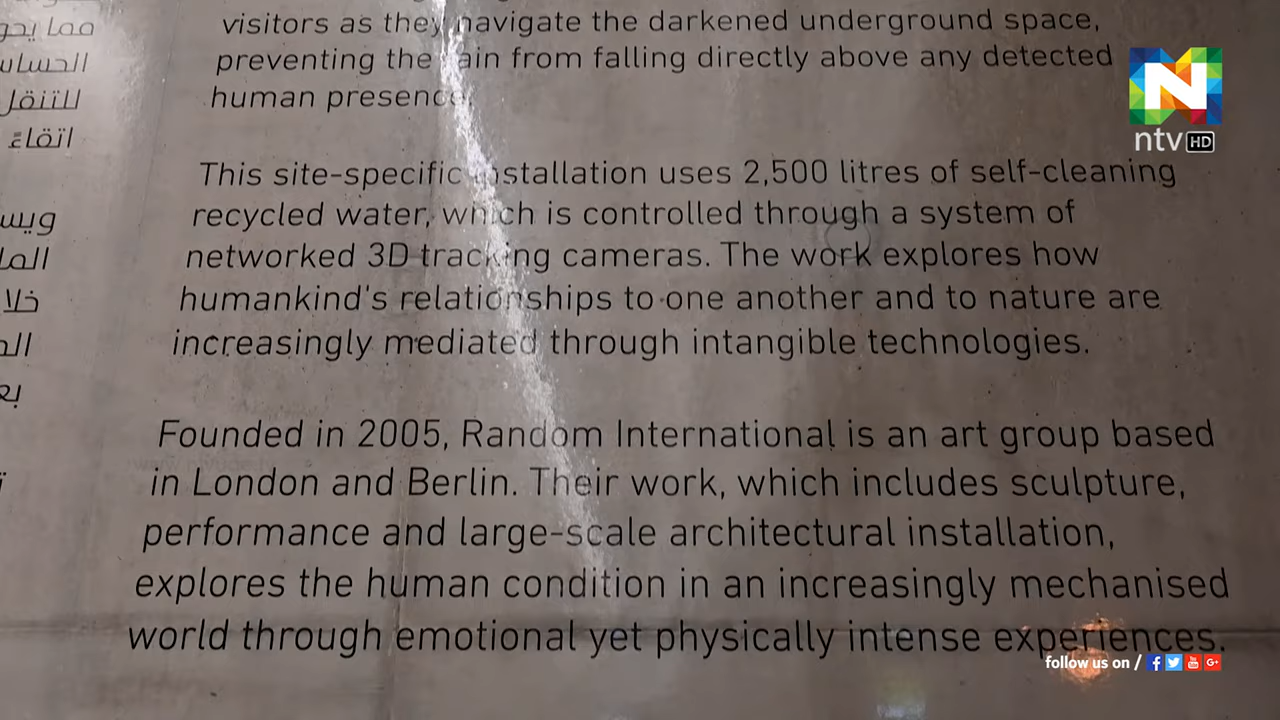 visitors as they navigate the darkened underground space,
preventing the rain from falling directly above any detected
human presence.
This site-specific installation uses 2,500 litres of self-cleaning
recycled water, which is controlled through a system of
networked 3D tracking cameras. The work explores how
humankind's relationships to one another and to nature are
increasingly mediated through intangible technologies.
Founded in 2005, Random International is an art group based
in London and Berlin. Their work, which includes sculpture,
performance and large-scale architectural installation,
explores the human condition in an increasingly mechanised
world through emotional yet physically intense experiences.
للتنقل
اتقاءً
ntv HD
follow us on /